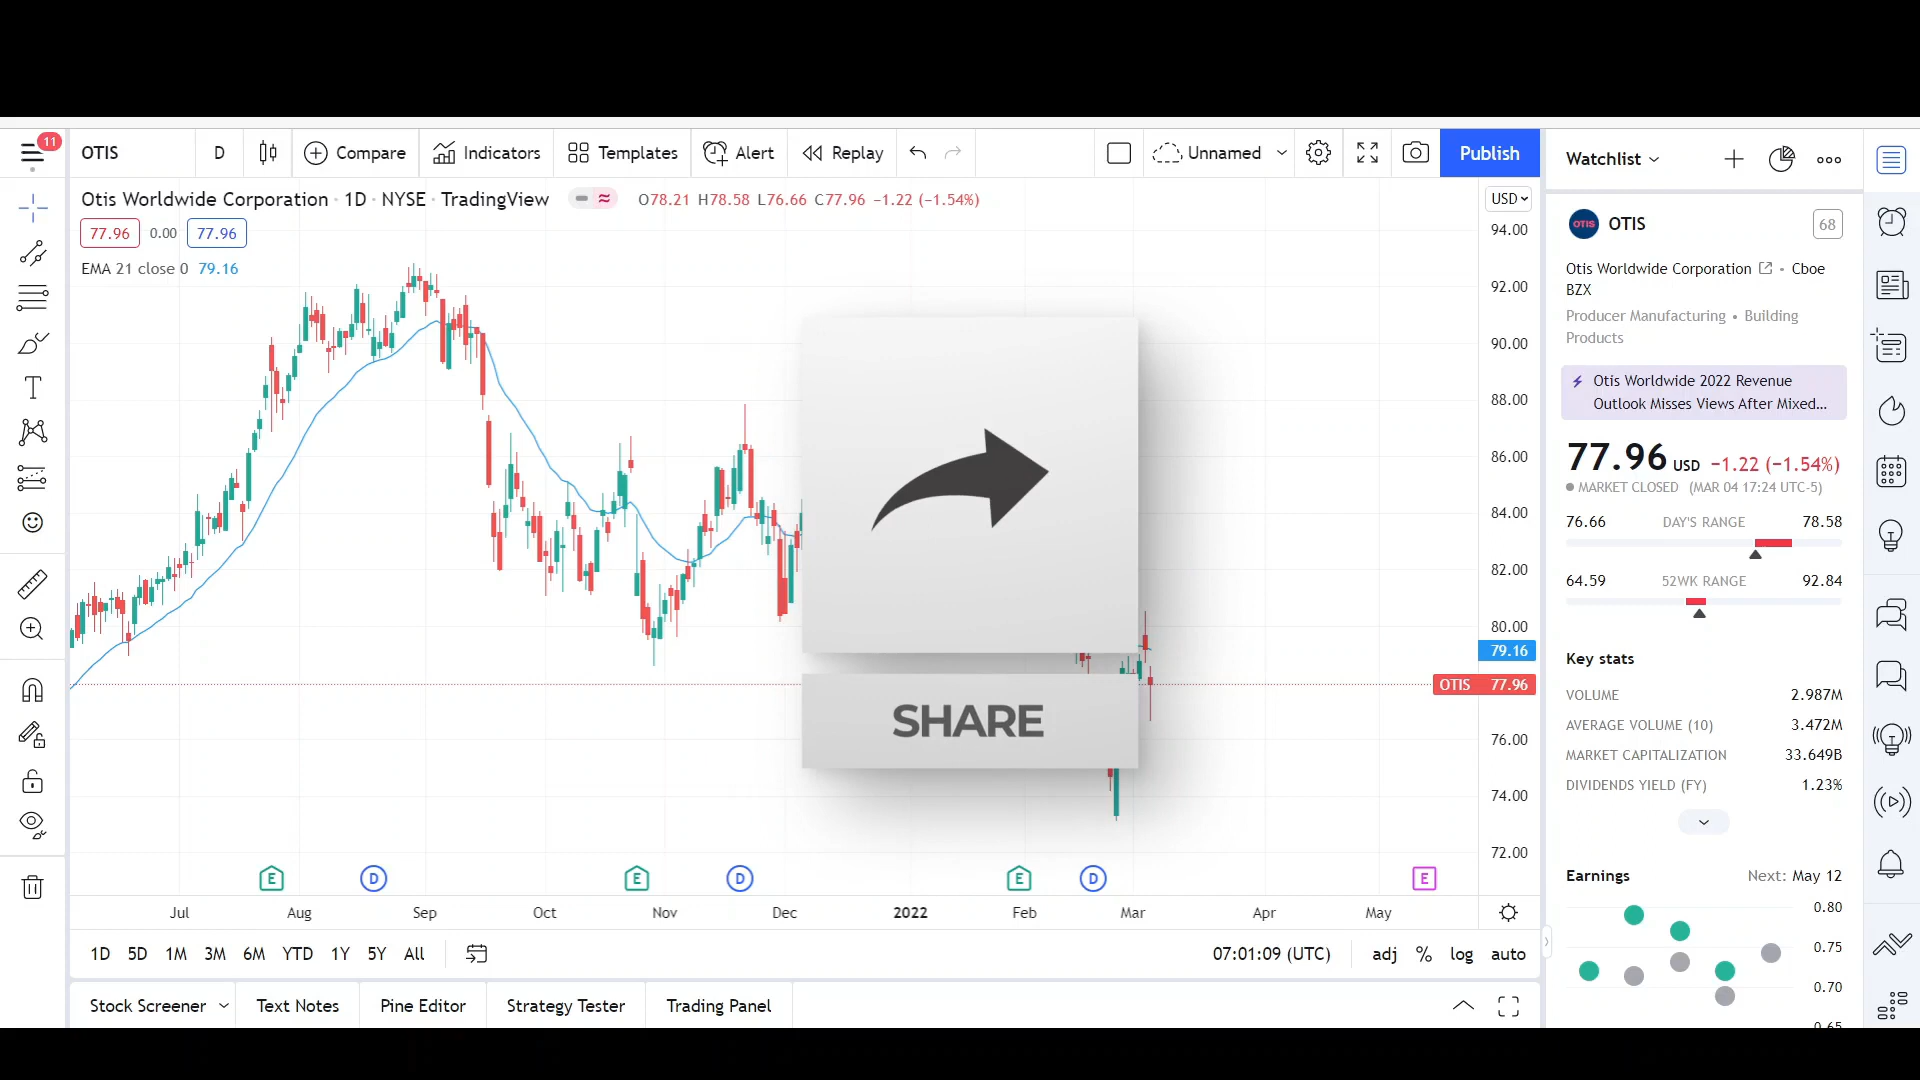 11
OTIS
D
Compare
Indicators
Templates
Alert
Replay
Unnamed
Publish
Otis Worldwide Corporation · 1D · NYSE · TradingView
O78.21 H78.58 L76.66 C77.96 −1.22 (−1.54%)
77.96 0.00 77.96
EMA 21 close 0 79.16
USD
94.00
92.00
90.00
88.00
86.00
84.00
82.00
80.00
79.16
OTIS 77.96
76.00
74.00
72.00
SHARE
E
D
E
D
E
D
E
Jul Aug Sep Oct Nov Dec 2022 Feb Mar Apr May
1D 5D 1M 3M 6M YTD 1Y 5Y All
07:01:09 (UTC)
adj % log auto
Stock Screener
Text Notes
Pine Editor
Strategy Tester
Trading Panel
Watchlist
OTIS
OTIS
68
Otis Worldwide Corporation • Cboe
BZX
Producer Manufacturing • Building
Products
Otis Worldwide 2022 Revenue
Outlook Misses Views After Mixed...
77.96 USD −1.22 (−1.54%)
MARKET CLOSED (MAR 04 17:24 UTC-5)
76.66 DAY'S RANGE 78.58
64.59 52WK RANGE 92.84
Key stats
VOLUME 2.987M
AVERAGE VOLUME (10) 3.472M
MARKET CAPITALIZATION 33.649B
DIVIDENDS YIELD (FY) 1.23%
Earnings Next: May 12
0.80
0.75
0.70
0.65